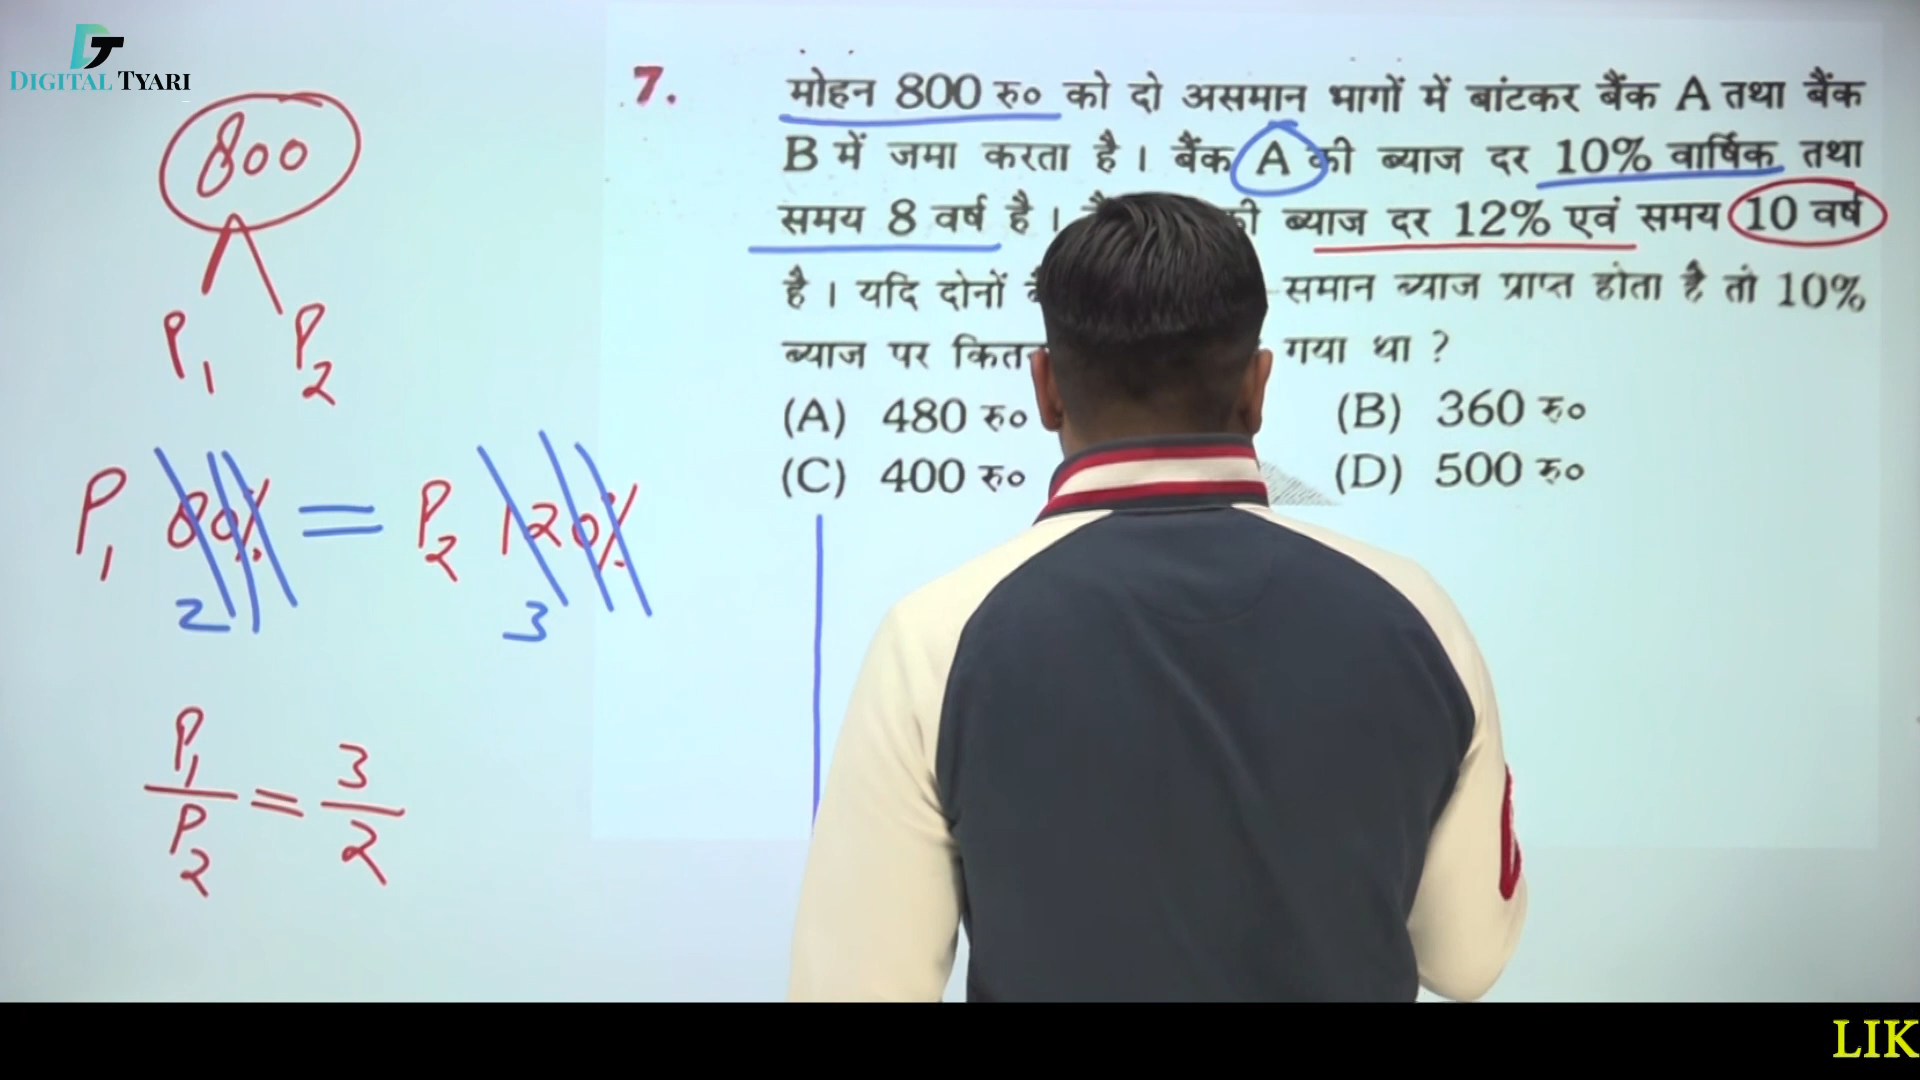 DT
DIGITAL TYARI
7. मोहन 800 रु० को दो असमान भागों में बांटकर बैंक A तथा बैंक
B में जमा करता है । बैंक A की ब्याज दर 10% वार्षिक तथा
समय 8 वर्ष है । की ब्याज दर 12% एवं समय 10 वर्ष
है । यदि दोनों समान ब्याज प्राप्त होता है तो 10%
ब्याज पर गया था ?
(A) 480 रु० (B) 360 रु०
(C) 400 रु० (D) 500 रु०
800
P1 P2
P1 80% = P2 120%
2 3
P1/P2 = 3/2
LIK